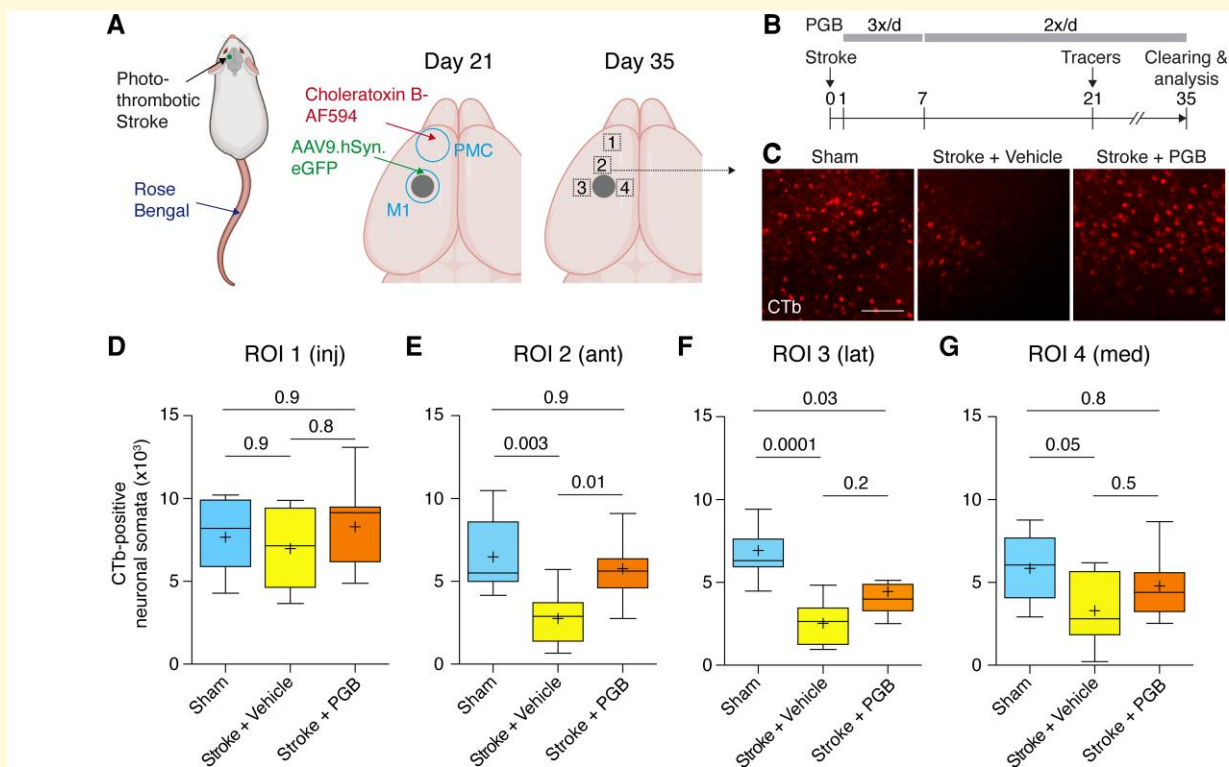 A
Photo-
thrombotic
Stroke
Rose
Bengal
Day 21
Choleratoxin B-
AF594
AAV9.hSyn.
eGFP
PMC
M1
Day 35
1
2
3
4
B
PGB
3x/d
2x/d
Stroke
Tracers
Clearing &
analysis
0 1 7 21 35
C
Sham
Stroke + Vehicle
Stroke + PGB
CTb
D
ROI 1 (inj)
CTb-positive
neuronal somata (x10³)
15
10
5
0
0.9
0.9
0.8
Sham
Stroke + Vehicle
Stroke + PGB
E
ROI 2 (ant)
15
10
5
0
0.9
0.003
0.01
Sham
Stroke + Vehicle
Stroke + PGB
F
ROI 3 (lat)
15
10
5
0
0.03
0.0001
0.2
Sham
Stroke + Vehicle
Stroke + PGB
G
ROI 4 (med)
15
10
5
0
0.8
0.05
0.5
Sham
Stroke + Vehicle
Stroke + PGB